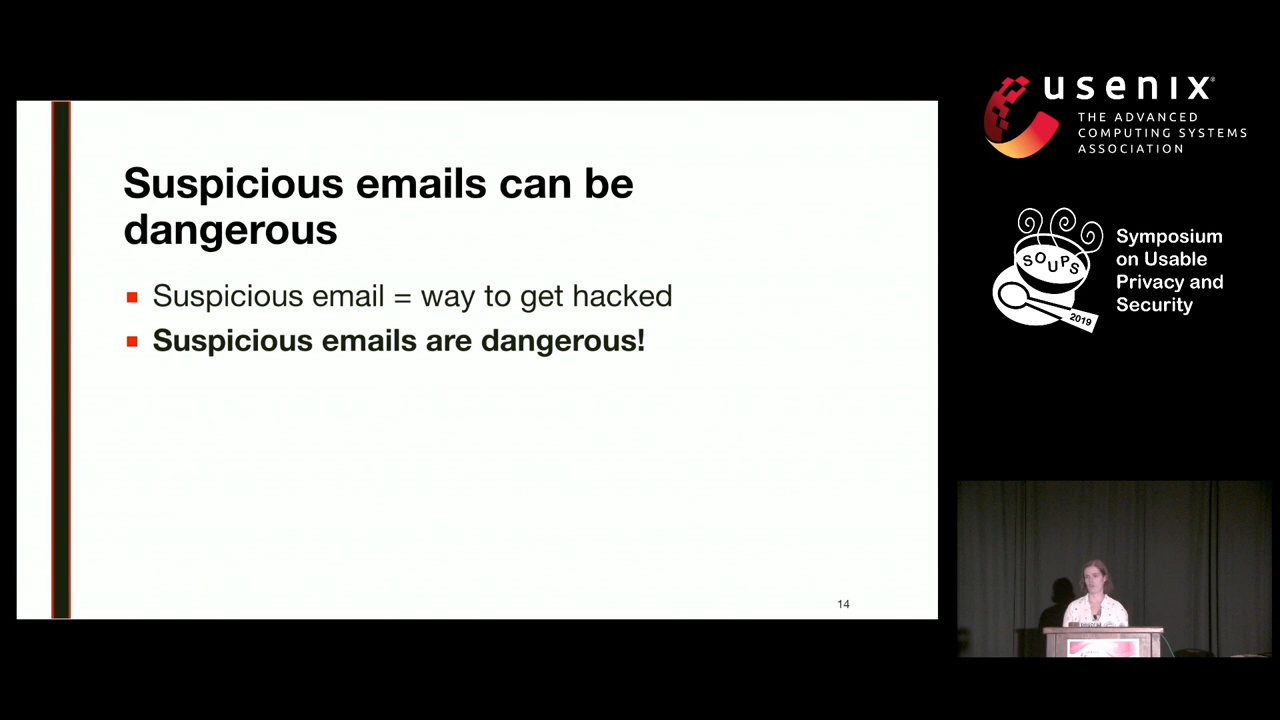 Suspicious emails can be
dangerous
Suspicious email = way to get hacked
Suspicious emails are dangerous!
14
usenix
THE ADVANCED
COMPUTING SYSTEMS
ASSOCIATION
SOUPS
2019
Symposium
on Usable
Privacy and
Security